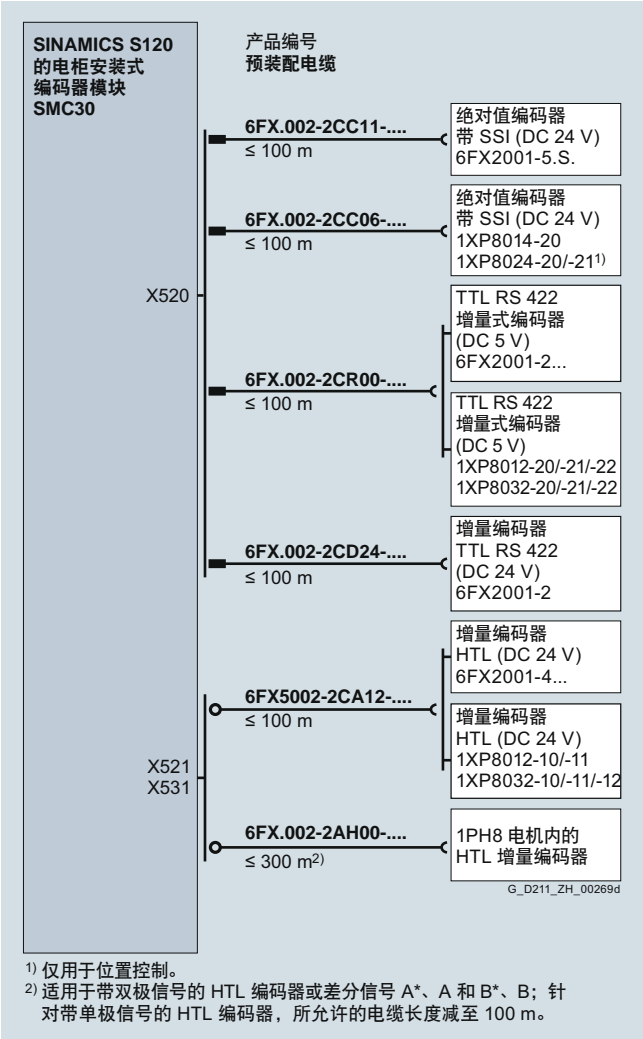 SINAMICS S120
的电柜安装式
编码器模块
SMC30
产品编号
预装配电缆
6FX.002-2CC11-....
≤ 100 m
绝对值编码器
带 SSI (DC 24 V)
6FX2001-5.S.
6FX.002-2CC06-....
≤ 100 m
绝对值编码器
带 SSI (DC 24 V)
1XP8014-20
1XP8024-20/-21¹⁾
X520
TTL RS 422
增量式编码器
(DC 5 V)
6FX2001-2...
6FX.002-2CR00-....
≤ 100 m
TTL RS 422
增量式编码器
(DC 5 V)
1XP8012-20/-21/-22
1XP8032-20/-21/-22
6FX.002-2CD24-....
≤ 100 m
增量编码器
TTL RS 422
(DC 24 V)
6FX2001-2
增量编码器
HTL (DC 24 V)
6FX2001-4...
6FX5002-2CA12-....
≤ 100 m
增量编码器
HTL (DC 24 V)
1XP8012-10/-11
1XP8032-10/-11/-12
X521
X531
6FX.002-2AH00-....
≤ 300 m²⁾
1PH8 电机内的
HTL 增量编码器
G_D211_ZH_00269d
¹⁾ 仅用于位置控制。
²⁾ 适用于带双极信号的 HTL 编码器或差分信号 A*、A 和 B*、B；针
对带单极信号的 HTL 编码器，所允许的电缆长度减至 100 m。